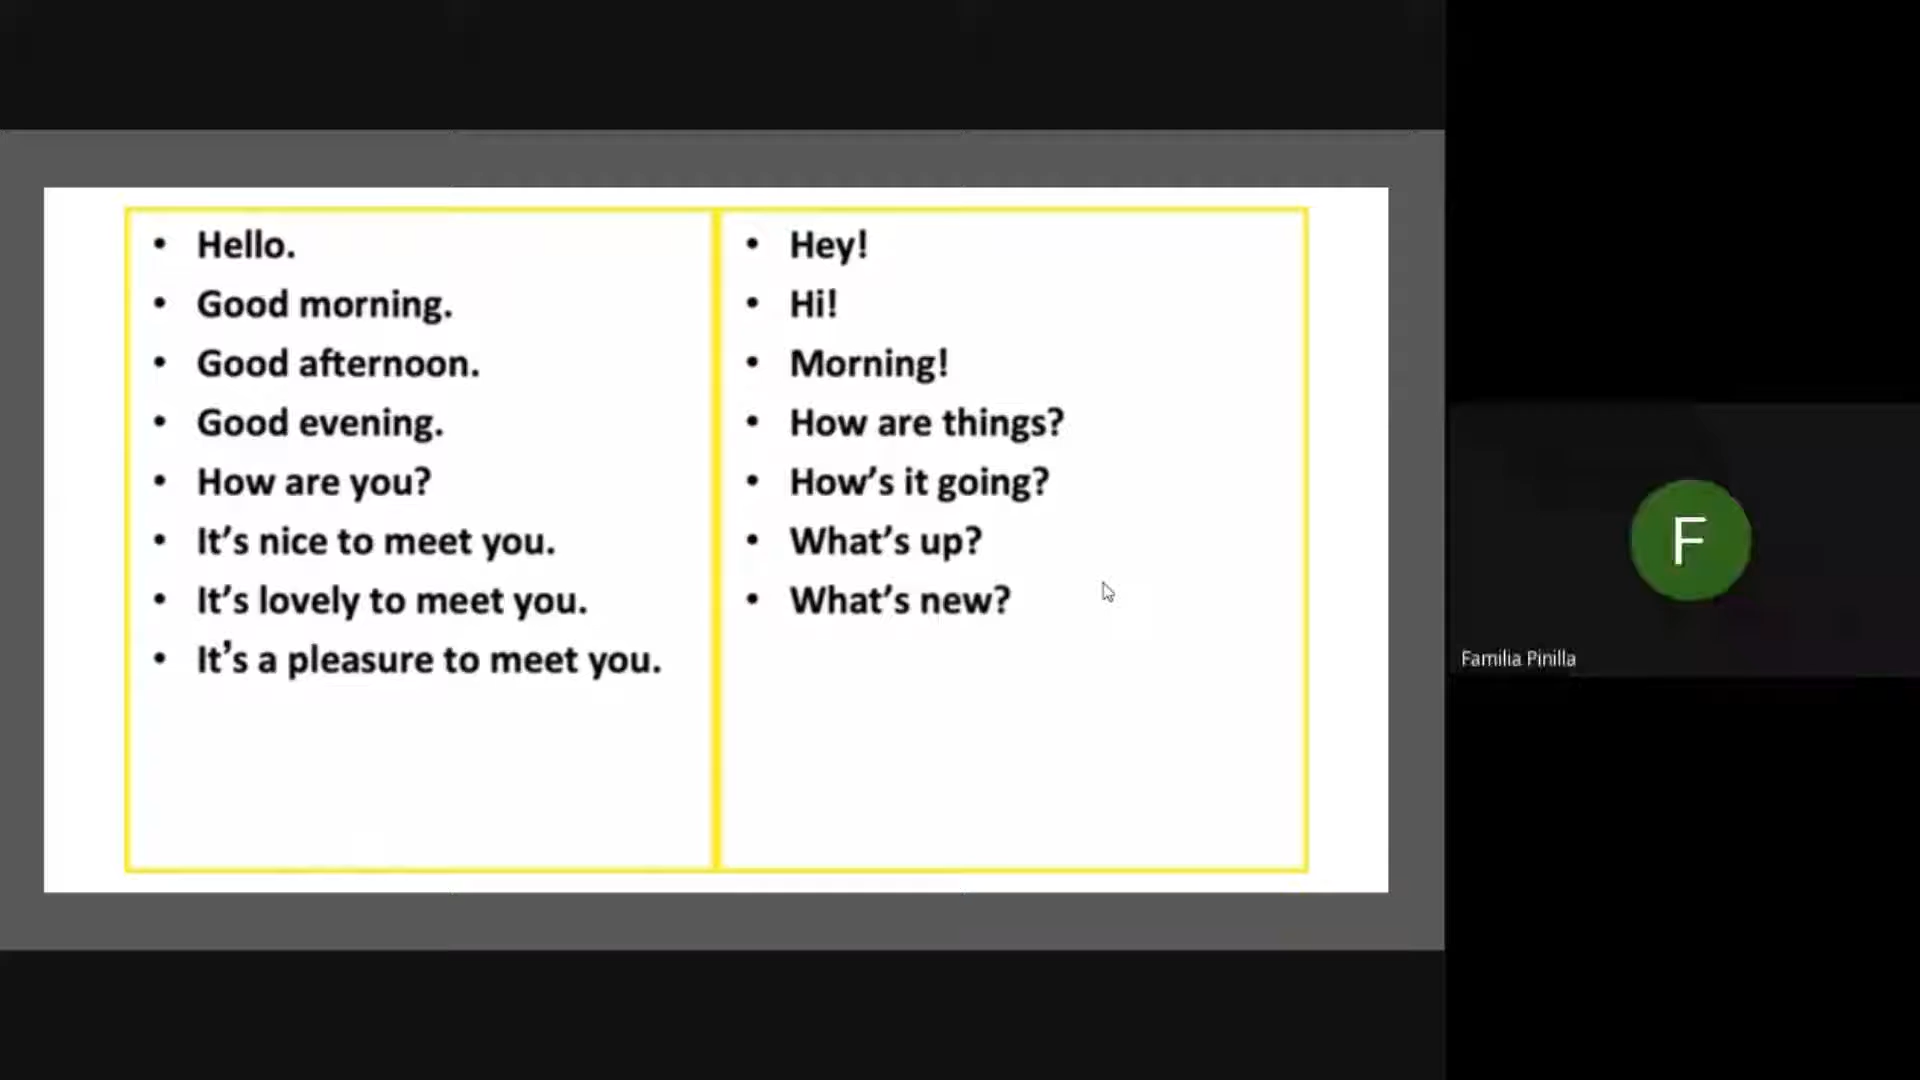 • Hello.
• Good morning.
• Good afternoon.
• Good evening.
• How are you?
• It’s nice to meet you.
• It’s lovely to meet you.
• It’s a pleasure to meet you.
• Hey!
• Hi!
• Morning!
• How are things?
• How’s it going?
• What’s up?
• What’s new?
F
Familia Pinilla